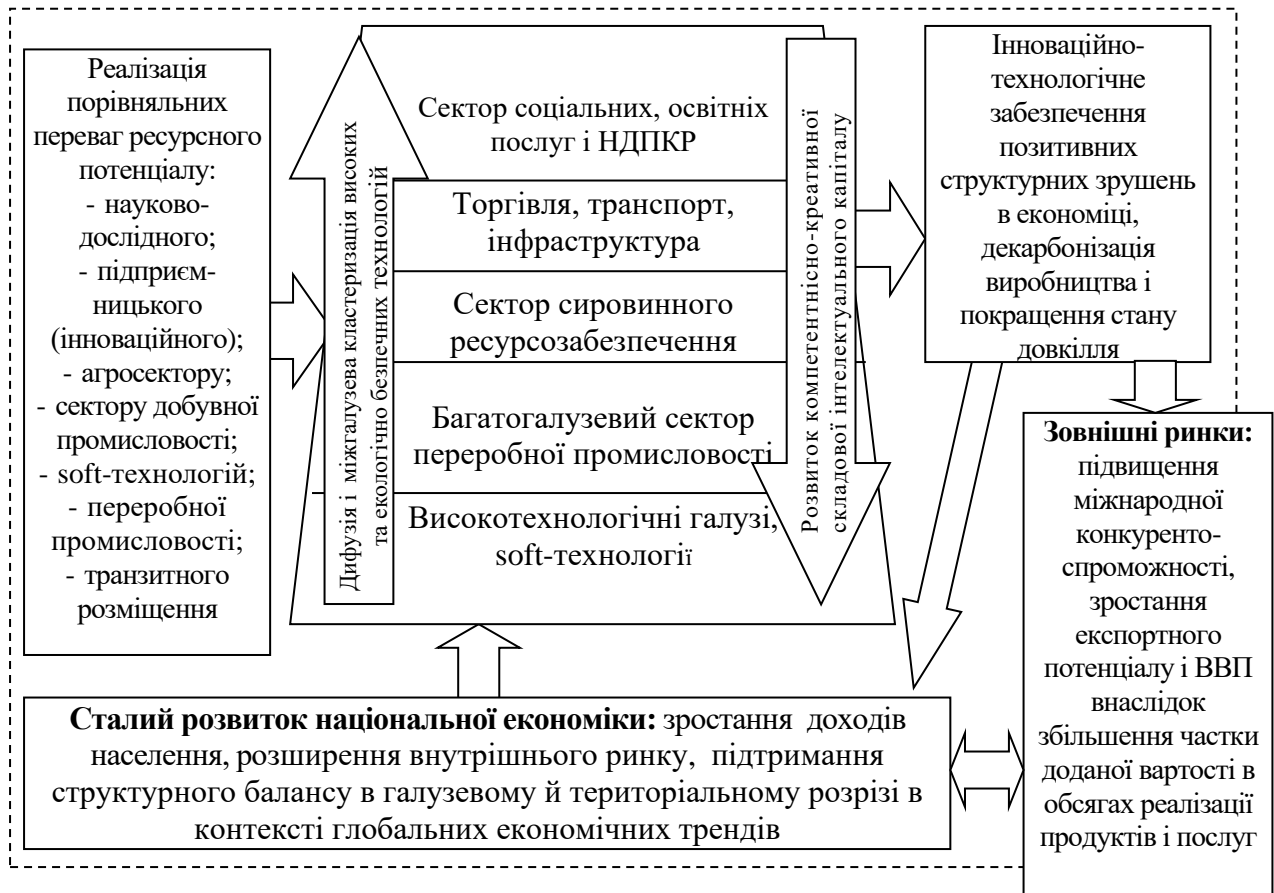 Реалізація
порівняльних
переваг ресурсного
потенціалу:
- науково-
дослідного;
- підприєм-
ницького
(інноваційного);
- агросектору;
- сектору добувної
промисловості;
- soft-технологій;
- переробної
промисловості;
- транзитного
розміщення
Дифузія і міжгалузева кластеризація високих
та екологічно безпечних технологій
Сектор соціальних, освітніх
послуг і НДПКР
Торгівля, транспорт,
інфраструктура
Сектор сировинного
ресурсозабезпечення
Багатогалузевий сектор
переробної промисловості
Високотехнологічні галузі,
soft-технології
Розвиток компетентнісно-креативної
складової інтелектуального капіталу
Інноваційно-
технологічне
забезпечення
позитивних
структурних зрушень
в економіці,
декарбонізація
виробництва і
покращення стану
довкілля
Зовнішні ринки:
підвищення
міжнародної
конкуренто-
спроможності,
зростання
експортного
потенціалу і ВВП
внаслідок
збільшення частки
доданої вартості в
обсягах реалізації
продуктів і послуг
Сталий розвиток національної економіки: зростання доходів
населення, розширення внутрішнього ринку, підтримання
структурного балансу в галузевому й територіальному розрізі в
контексті глобальних економічних трендів